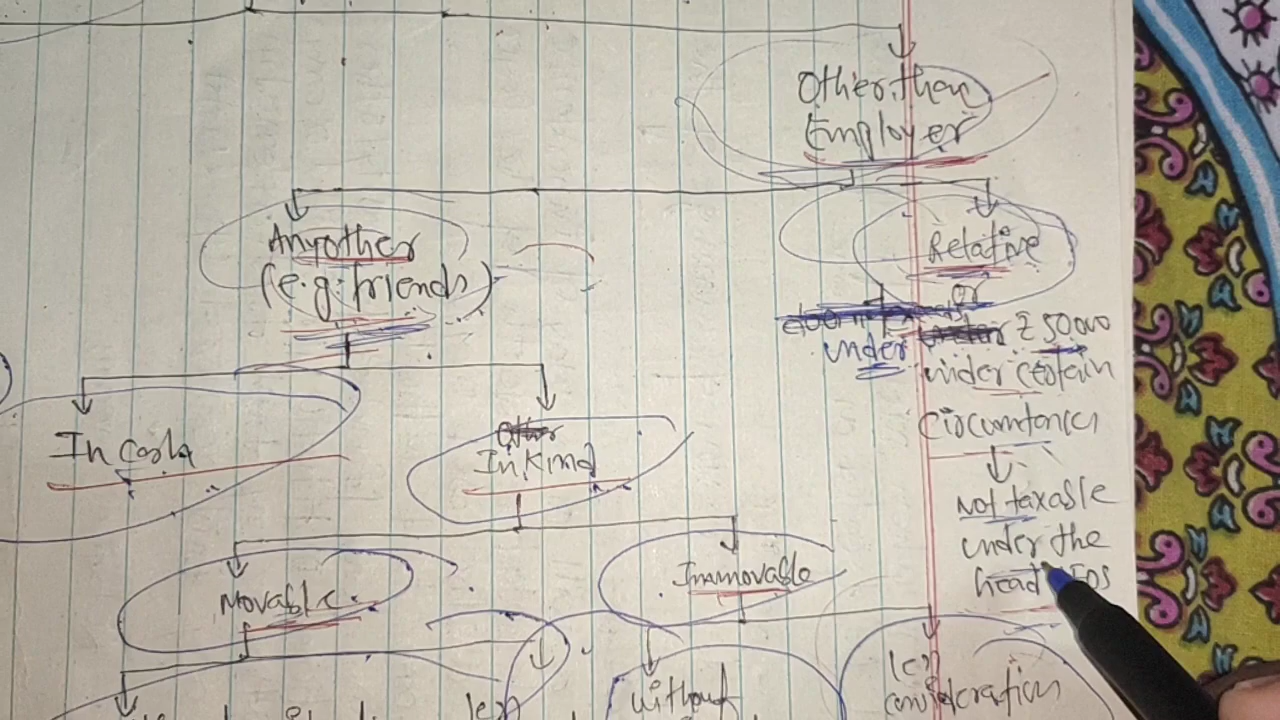 Other than
Employer
Any other
(e.g: friends)
Relative
or
₹ 50000
under
under certain
Circumtances
Not taxable
under the
head IFOS
In Cash
In Kind
Movable
Immovable
without
less
consideration